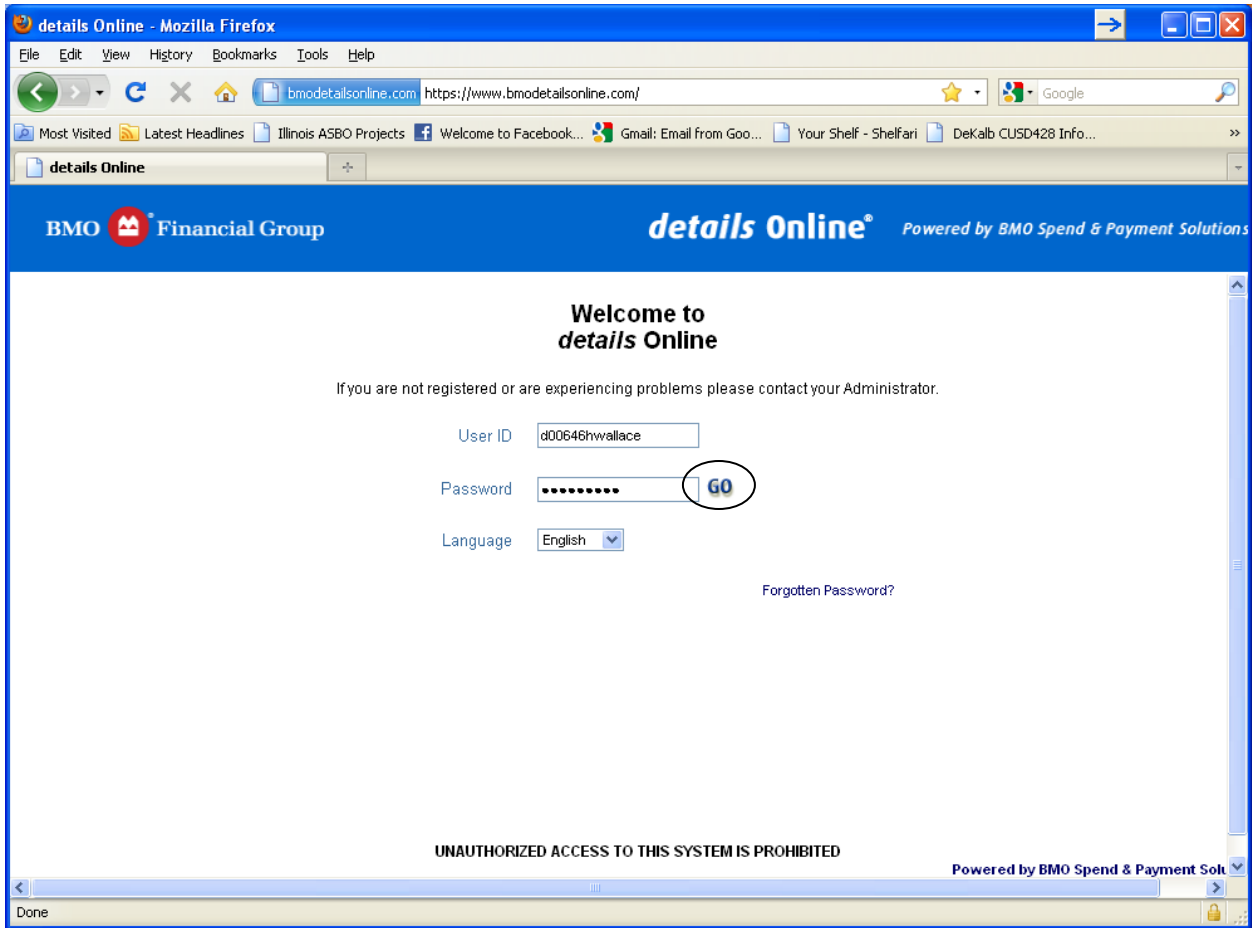 details Online - Mozilla Firefox
File Edit View History Bookmarks Tools Help
bmodetailsonline.com https://www.bmodetailsonline.com/ Google
Most Visited Latest Headlines Illinois ASBO Projects Welcome to Facebook... Gmail: Email from Goo... Your Shelf - Shelfari DeKalb CUSD428 Info... »
details Online
BMO Financial Group details Online® Powered by BMO Spend & Payment Solutions
Welcome to
details Online
If you are not registered or are experiencing problems please contact your Administrator.
User ID d00646hwallace
Password ••••••••• GO
Language English
Forgotten Password?
UNAUTHORIZED ACCESS TO THIS SYSTEM IS PROHIBITED
Powered by BMO Spend & Payment Solu
Done